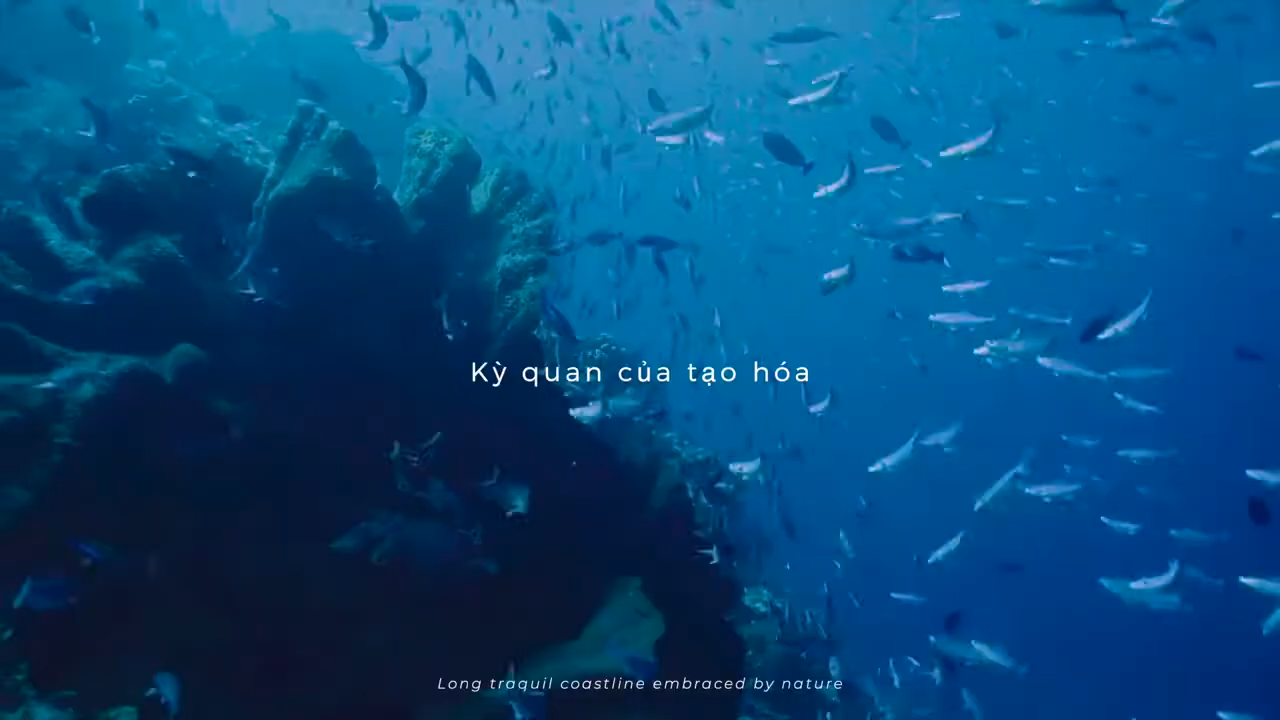 Kỳ quan của tạo hóa
Long traquil coastline embraced by nature